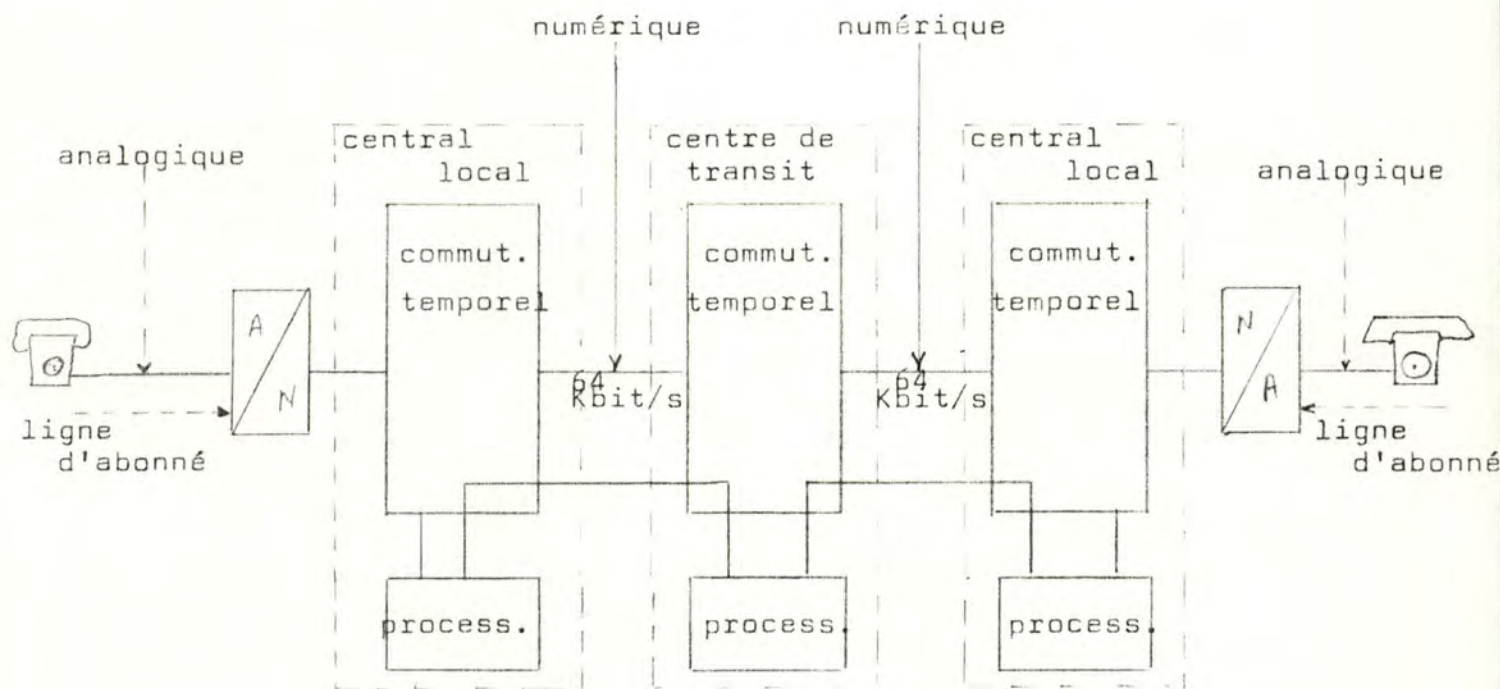 numérique
numérique
analogique
central
local
centre de
transit
central
local
analogique
commut.
temporel
commut.
temporel
commut.
temporel
A
N
N
A
64
Kbit/s
64
Kbit/s
ligne
d'abonné
ligne
d'abonné
process.
process.
process.